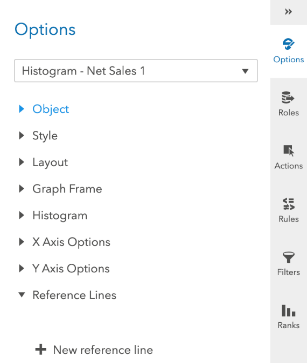 Options
Histogram - Net Sales 1
Object
Style
Layout
Graph Frame
Histogram
X Axis Options
Y Axis Options
Reference Lines
New reference line
Options
Roles
Actions
Rules
Filters
Ranks